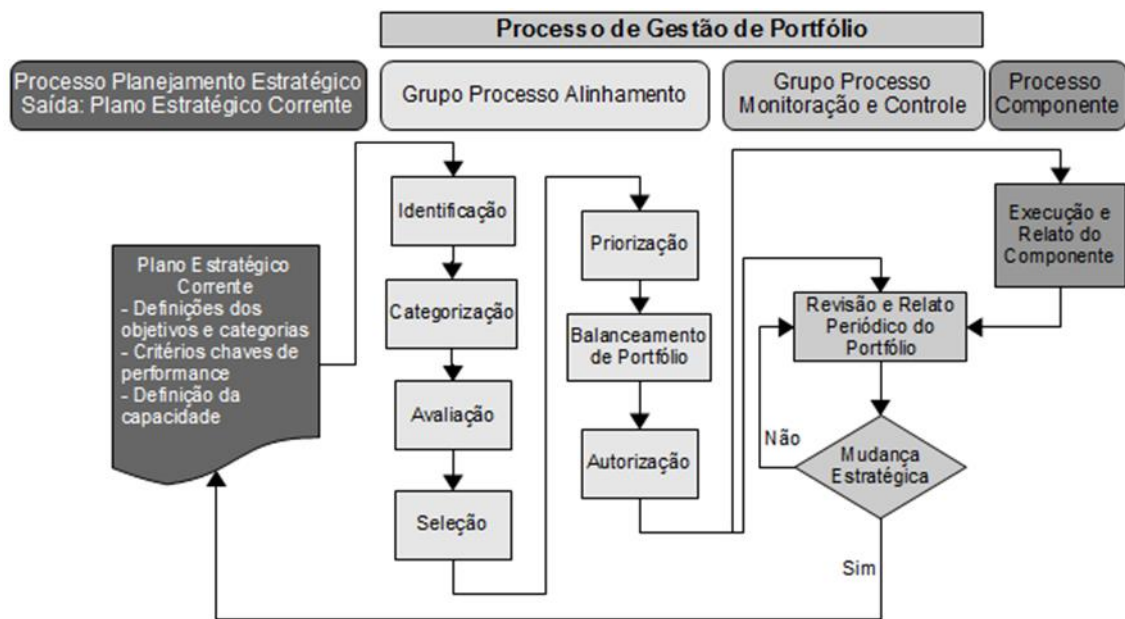 Processo de Gestão de Portfólio
Processo Planejamento Estratégico
Saída: Plano Estratégico Corrente
Grupo Processo Alinhamento
Grupo Processo
Monitoração e Controle
Processo
Componente
Plano Estratégico
Corrente
- Definições dos
objetivos e categorias
- Critérios chaves de
performance
- Definição da
capacidade
Identificação
Categorização
Avaliação
Seleção
Priorização
Balanceamento
de Portfólio
Autorização
Execução e
Relato do
Componente
Revisão e Relato
Periódico do
Portfólio
Não
Mudança
Estratégica
Sim